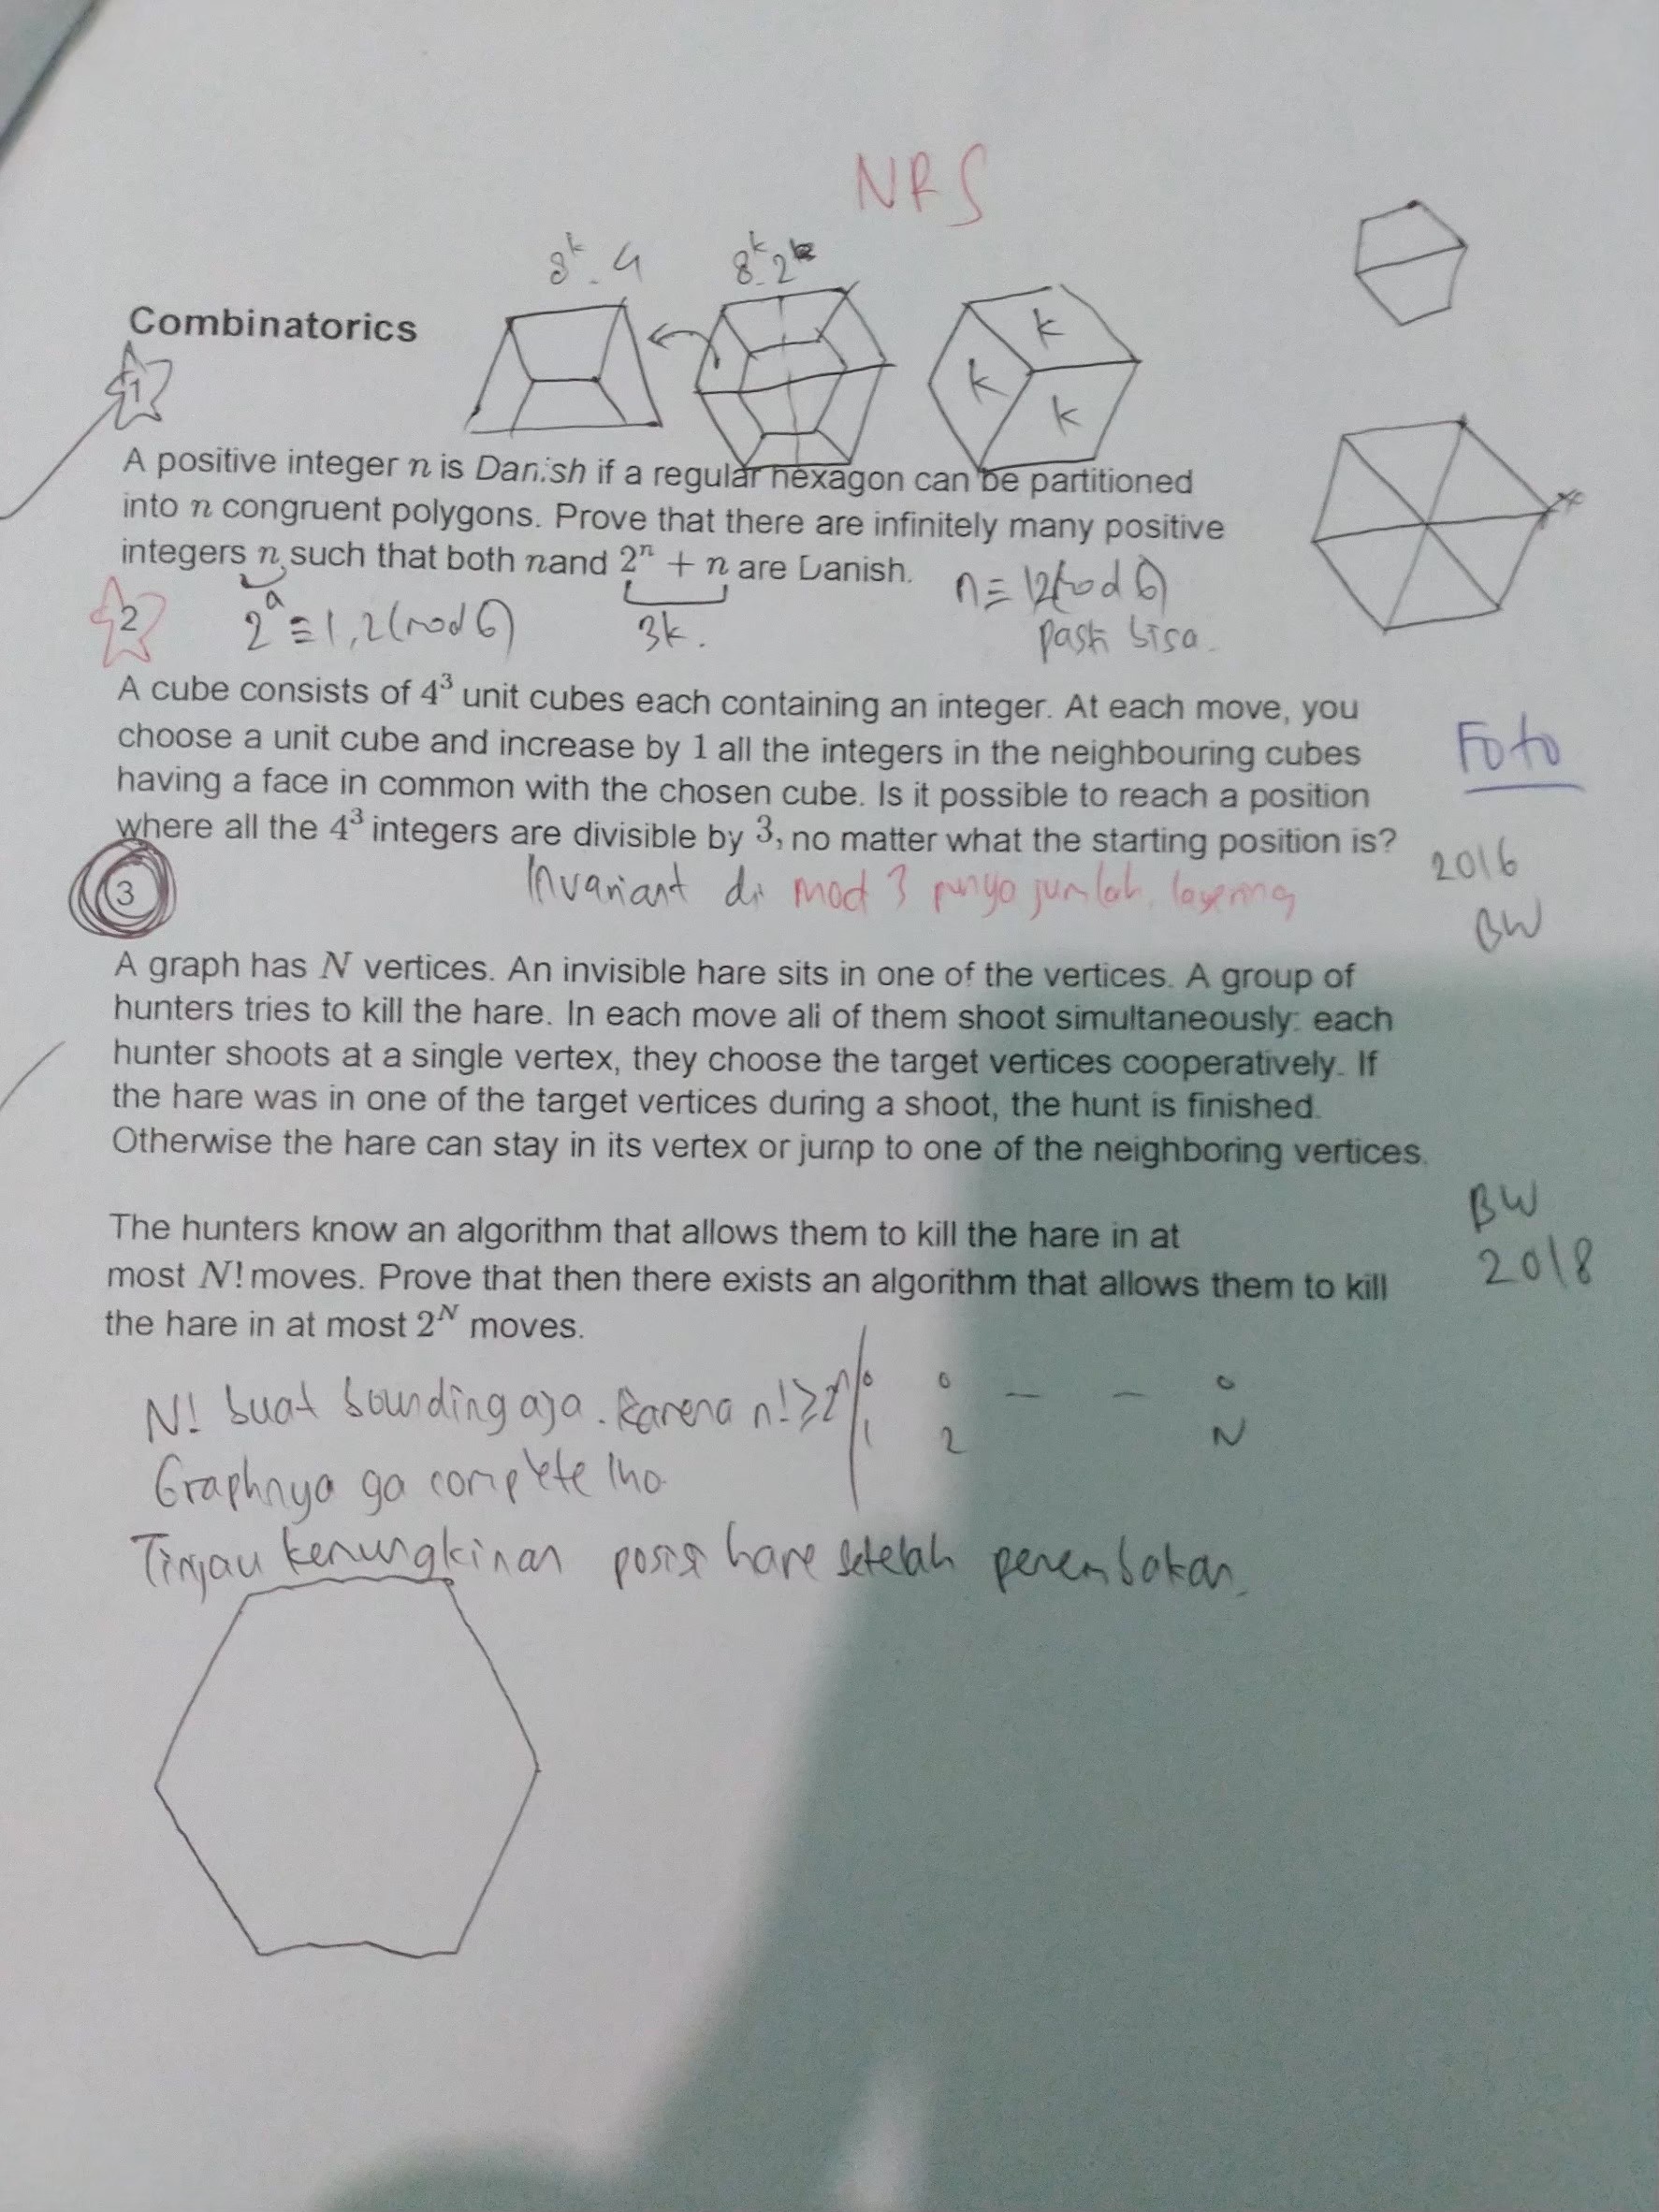 NRS
8^k . 4
8^k . 2
Combinatorics
k
k
k
1
A positive integer n is Danish if a regular hexagon can be partitioned
into n congruent polygons. Prove that there are infinitely many positive
integers n such that both nand 2^n + n are Danish.
2^a ≡ 1,2 (mod 6)
3k.
(mod 6)
pasti bisa.
2
A cube consists of 4^3 unit cubes each containing an integer. At each move, you
choose a unit cube and increase by 1 all the integers in the neighbouring cubes
having a face in common with the chosen cube. Is it possible to reach a position
where all the 4^3 integers are divisible by 3, no matter what the starting position is?
Foto
Invariant di mod 3 punya jumlah
2016
BW
3
A graph has N vertices. An invisible hare sits in one of the vertices. A group of
hunters tries to kill the hare. In each move all of them shoot simultaneously: each
hunter shoots at a single vertex, they choose the target vertices cooperatively. If
the hare was in one of the target vertices during a shoot, the hunt is finished.
Otherwise the hare can stay in its vertex or jump to one of the neighboring vertices.
The hunters know an algorithm that allows them to kill the hare in at
most N! moves. Prove that then there exists an algorithm that allows them to kill
the hare in at most 2^N moves.
BW
2018
N! buat bounding aja. Karena n! ≥ 2^n
1 2 N
Graphnya ga complete lho
Tinjau kemungkinan posisi hare setelah penembakan.